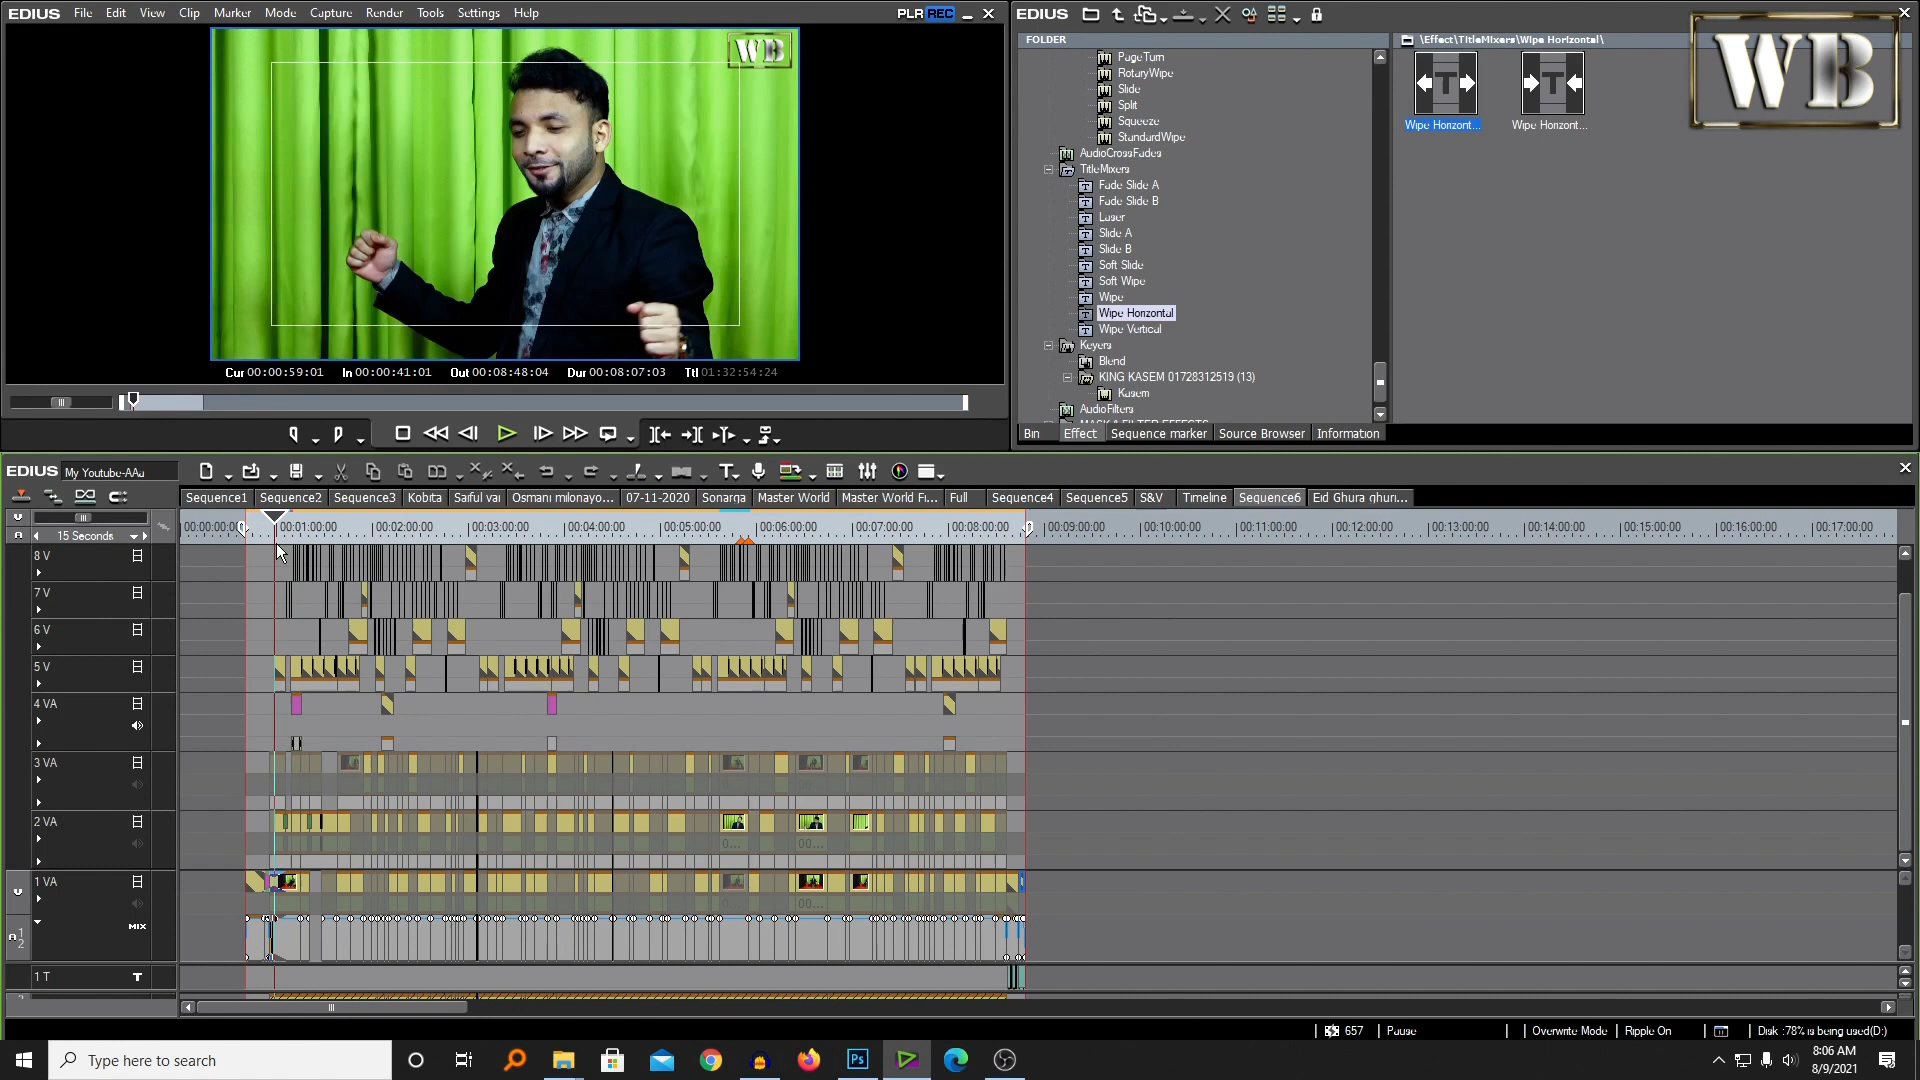 EDIUS File Edit View Clip Marker Mode Capture Render Tools Settings Help PLR REC
WB
Cur 00:00:59:01 In 00:00:41:01 Out 00:08:48:04 Dur 00:08:07:03 Ttl 01:32:54:24
EDIUS
FOLDER
PageTurn
RotaryWipe
Slide
Split
Squeeze
StandardWipe
AudioCrossFades
TitleMixers
Fade Slide A
Fade Slide B
Laser
Slide A
Slide B
Soft Slide
Soft Wipe
Wipe
Wipe Horizontal
Wipe Vertical
Keyers
Blend
KING KASEM 01728312519 (13)
Kasem
AudioFilters
\Effect\TitleMixers\Wipe Horizontal\
T T
Wipe Horizont... Wipe Horizont...
WB
Bin Effect Sequence marker Source Browser Information
EDIUS My Youtube-AAu
Sequence1 Sequence2 Sequence3 Kobita Saiful vai Osmani milonayo... 07-11-2020 Sonarga Master World Master World Fi... Full Sequence4 Sequence5 S&V Timeline Sequence6 Eid Ghura ghuri...
15 Seconds
00:00:00:00 00:01:00:00 00:02:00:00 00:03:00:00 00:04:00:00 00:05:00:00 00:06:00:00 00:07:00:00 00:08:00:00 00:09:00:00 00:10:00:00 00:11:00:00 00:12:00:00 00:13:00:00 00:14:00:00 00:15:00:00 00:16:00:00 00:17:00:00
8 V
7 V
6 V
5 V
4 VA
3 VA
2 VA
0... 00...
1 VA
00...
MIX
A 1 2
1 T T
657 Pause Overwrite Mode Ripple On Disk :78% is being used(D:)
Type here to search
Ps
8:06 AM
8/9/2021